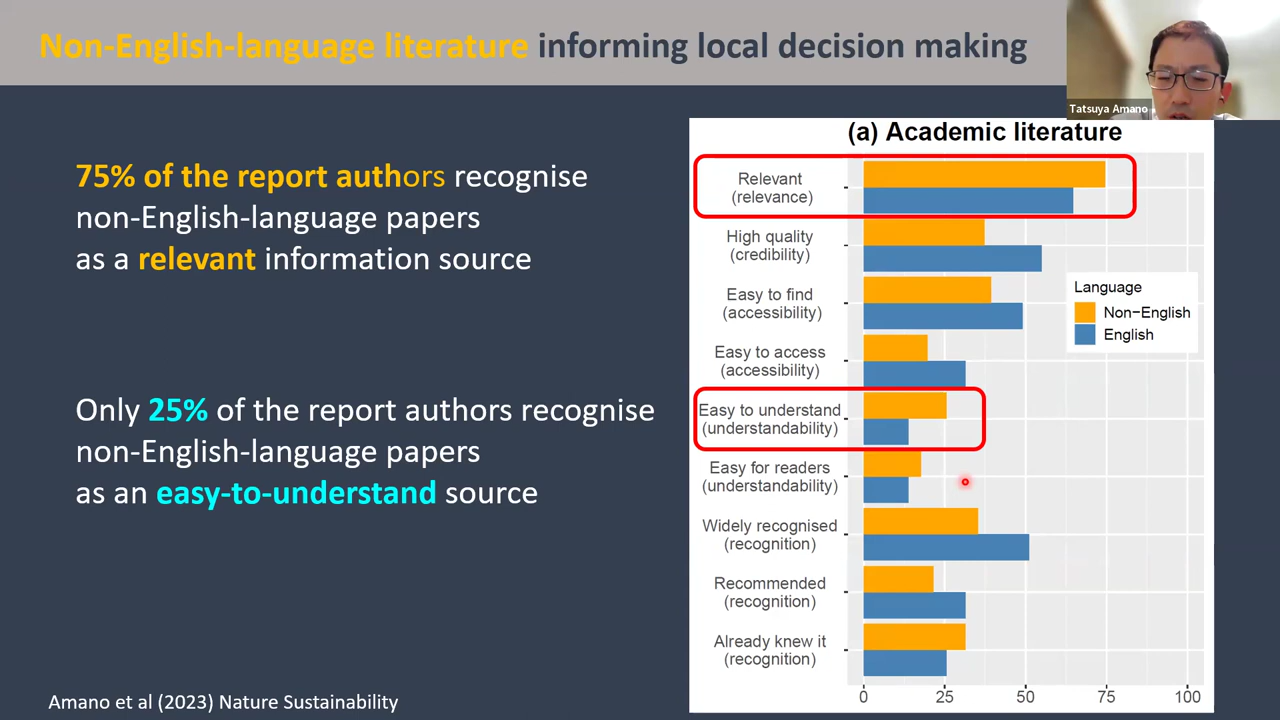 Non-English-language literature informing local decision making
Tatsuya Amano
75% of the report authors recognise
non-English-language papers
as a relevant information source
Only 25% of the report authors recognise
non-English-language papers
as an easy-to-understand source
Amano et al (2023) Nature Sustainability
(a) Academic literature
Relevant
(relevance)
High quality
(credibility)
Easy to find
(accessibility)
Easy to access
(accessibility)
Easy to understand
(understandability)
Easy for readers
(understandability)
Widely recognised
(recognition)
Recommended
(recognition)
Already knew it
(recognition)
Language
Non−English
English
0 25 50 75 100